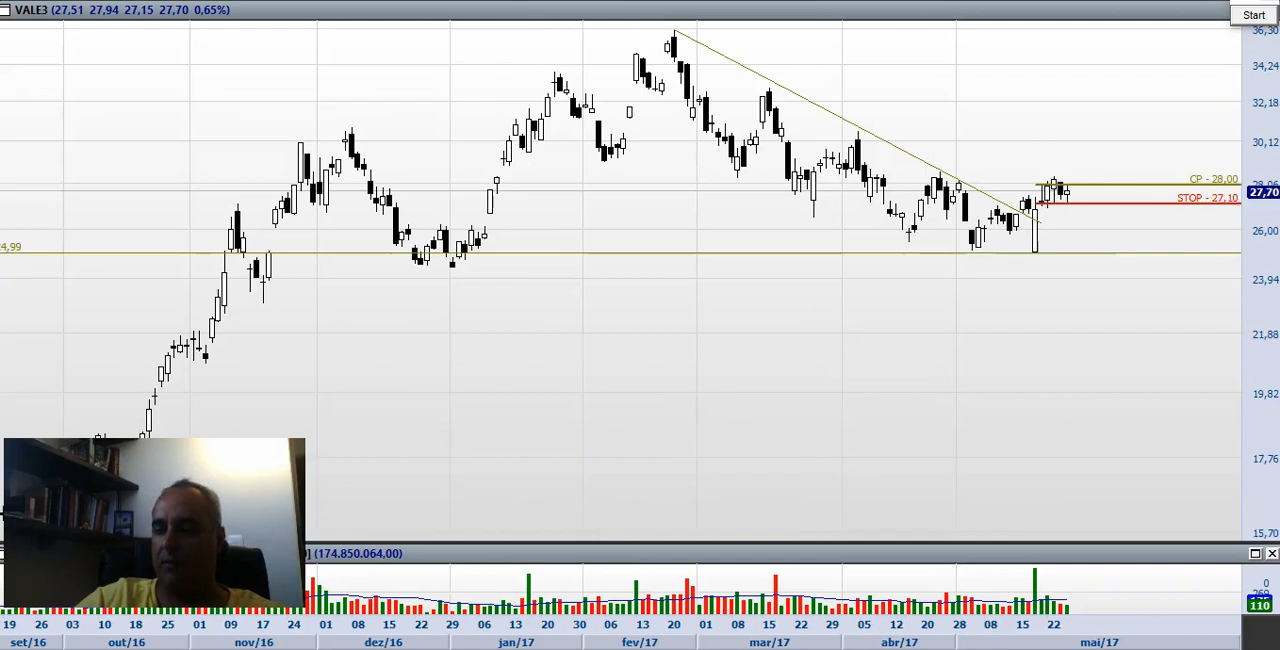 VALE3 (27,51 27,94 27,15 27,70 0,65%)
Start
36,30
34,24
32,18
30,12
CP - 28,00
28,06
27,70
STOP - 27,10
26,00
4,99
23,94
21,88
19,82
17,76
15,70
] (174.850.064,00)
0
110
19 26 03 10 18 25 01 09 17 24 01 08 15 22 29 06 13 20 30 06 13 20 01 08 15 22 29 05 12 20 28 08 15 22
set/16 out/16 nov/16 dez/16 jan/17 fev/17 mar/17 abr/17 mai/17